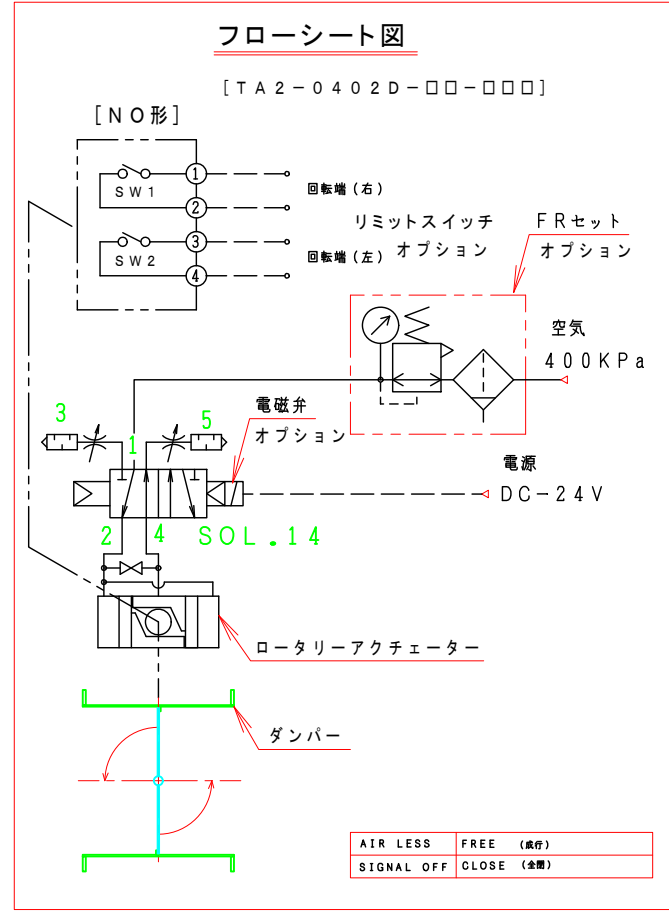 フローシート図
[TA2-0402D-□□-□□□]
[NO形]
SW1
1
2
回転端(右)
SW2
3
4
回転端(左)
リミットスイッチ
オプション
FRセット
オプション
空気
400KPa
3
1
5
電磁弁
オプション
電源
DC-24V
2
4
SOL.14
ロータリーアクチェーター
ダンパー
AIR LESS FREE (成行)
SIGNAL OFF CLOSE (全閉)